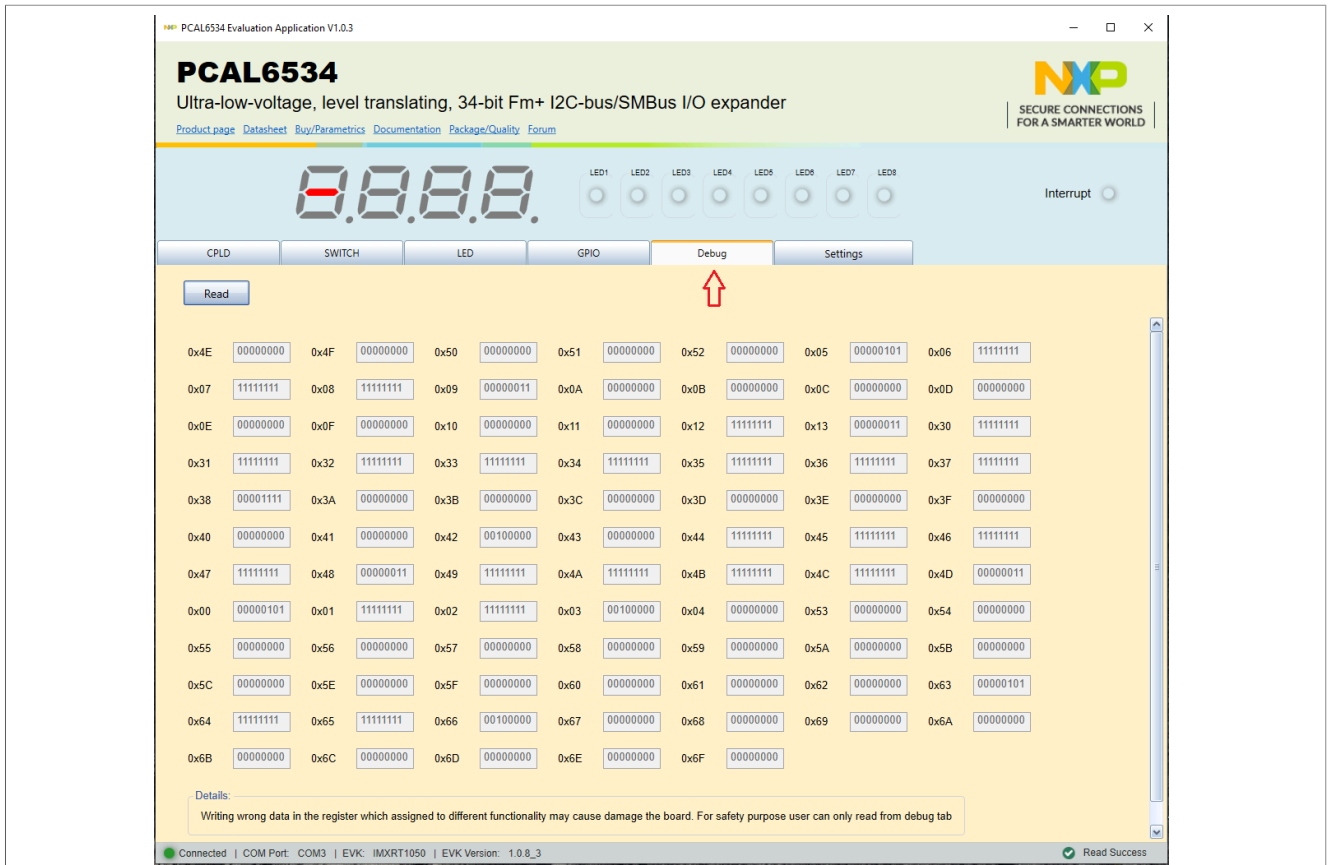 NXP PCAL6534 Evaluation Application V1.0.3
PCAL6534
Ultra-low-voltage, level translating, 34-bit Fm+ I2C-bus/SMBus I/O expander
Product page Datasheet Buy/Parametrics Documentation Package/Quality Forum
NXP
SECURE CONNECTIONS
FOR A SMARTER WORLD
LED1 LED2 LED3 LED4 LED5 LED6 LED7 LED8
Interrupt
CPLD SWITCH LED GPIO Debug Settings
Read
0x4E 00000000 0x4F 00000000 0x50 00000000 0x51 00000000 0x52 00000000 0x05 00000101 0x06 11111111
0x07 11111111 0x08 11111111 0x09 00000011 0x0A 00000000 0x0B 00000000 0x0C 00000000 0x0D 00000000
0x0E 00000000 0x0F 00000000 0x10 00000000 0x11 00000000 0x12 11111111 0x13 00000011 0x30 11111111
0x31 11111111 0x32 11111111 0x33 11111111 0x34 11111111 0x35 11111111 0x36 11111111 0x37 11111111
0x38 00001111 0x3A 00000000 0x3B 00000000 0x3C 00000000 0x3D 00000000 0x3E 00000000 0x3F 00000000
0x40 00000000 0x41 00000000 0x42 00100000 0x43 00000000 0x44 11111111 0x45 11111111 0x46 11111111
0x47 11111111 0x48 00000011 0x49 11111111 0x4A 11111111 0x4B 11111111 0x4C 11111111 0x4D 00000011
0x00 00000101 0x01 11111111 0x02 11111111 0x03 00100000 0x04 00000000 0x53 00000000 0x54 00000000
0x55 00000000 0x56 00000000 0x57 00000000 0x58 00000000 0x59 00000000 0x5A 00000000 0x5B 00000000
0x5C 00000000 0x5E 00000000 0x5F 00000000 0x60 00000000 0x61 00000000 0x62 00000000 0x63 00000101
0x64 11111111 0x65 11111111 0x66 00100000 0x67 00000000 0x68 00000000 0x69 00000000 0x6A 00000000
0x6B 00000000 0x6C 00000000 0x6D 00000000 0x6E 00000000 0x6F 00000000
Details:
Writing wrong data in the register which assigned to different functionality may cause damage the board. For safety purpose user can only read from debug tab
Connected | COM Port: COM3 | EVK: IMXRT1050 | EVK Version: 1.0.8_3 Read Success